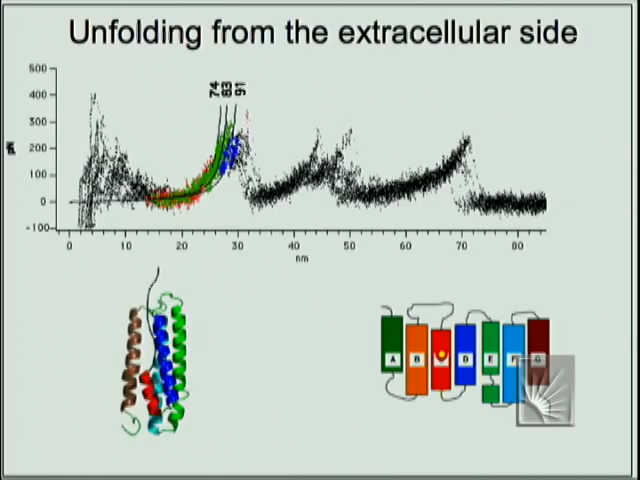 Unfolding from the extracellular side
500
400
300
200
100
0
-100
pN
74
83
91
0 10 20 30 40 50 60 70 80
nm
A B D E F G